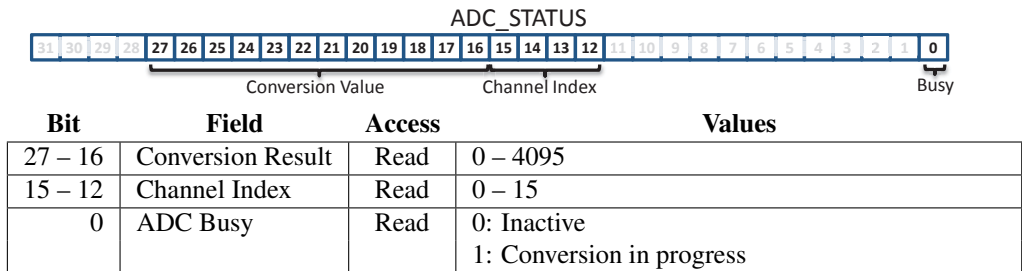 ADC_STATUS
31 30 29 28 27 26 25 24 23 22 21 20 19 18 17 16 15 14 13 12 11 10 9 8 7 6 5 4 3 2 1 0
Conversion Value Channel Index Busy
Bit Field Access Values
27 – 16 Conversion Result Read 0 – 4095
15 – 12 Channel Index Read 0 – 15
0 ADC Busy Read 0: Inactive
1: Conversion in progress